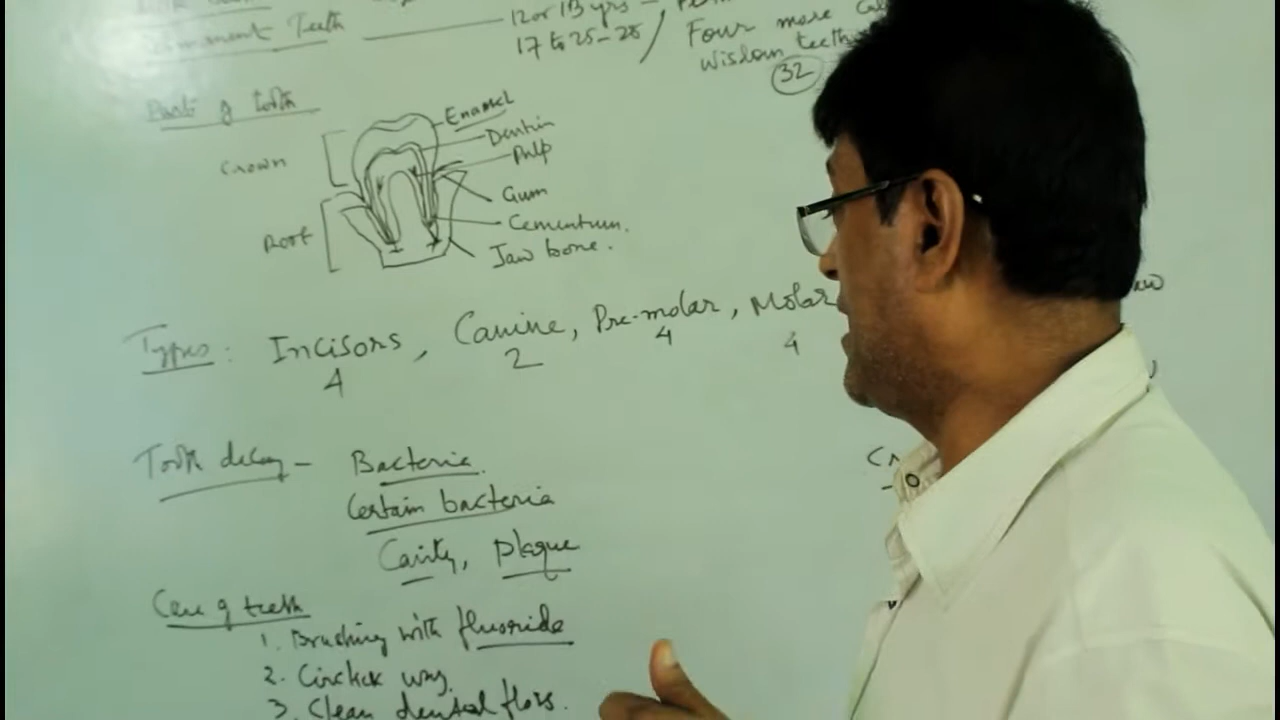 Permanent Teeth
12 or 13 yrs –
17 to 25-28
Four more
Wisdom teeth
32
Parts of tooth
Crown
Root
Enamel
Dentin
Pulp
Gum
Cementum.
Jaw bone.
Types: Incisors, Canine, Pre-molar, Molar
4 2 4 4
Tooth decay – Bacteria.
Certain bacteria
Cavity, Plaque
Care of teeth
1. Brushing with fluoride
2. way
3. Clean dental floss.